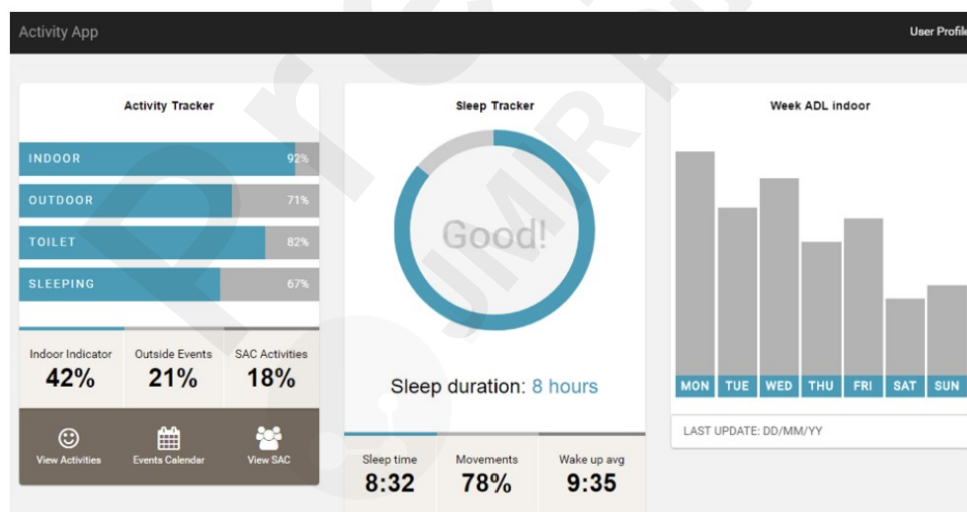 Activity App
User Profile
Activity Tracker
INDOOR 92%
OUTDOOR 71%
TOILET 82%
SLEEPING 67%
Indoor Indicator
42%
Outside Events
21%
SAC Activities
18%
View Activities
Events Calendar
View SAC
Sleep Tracker
Good!
Sleep duration: 8 hours
Sleep time
8:32
Movements
78%
Wake up avg
9:35
Week ADL indoor
MON TUE WED THU FRI SAT SUN
LAST UPDATE: DD/MM/YY